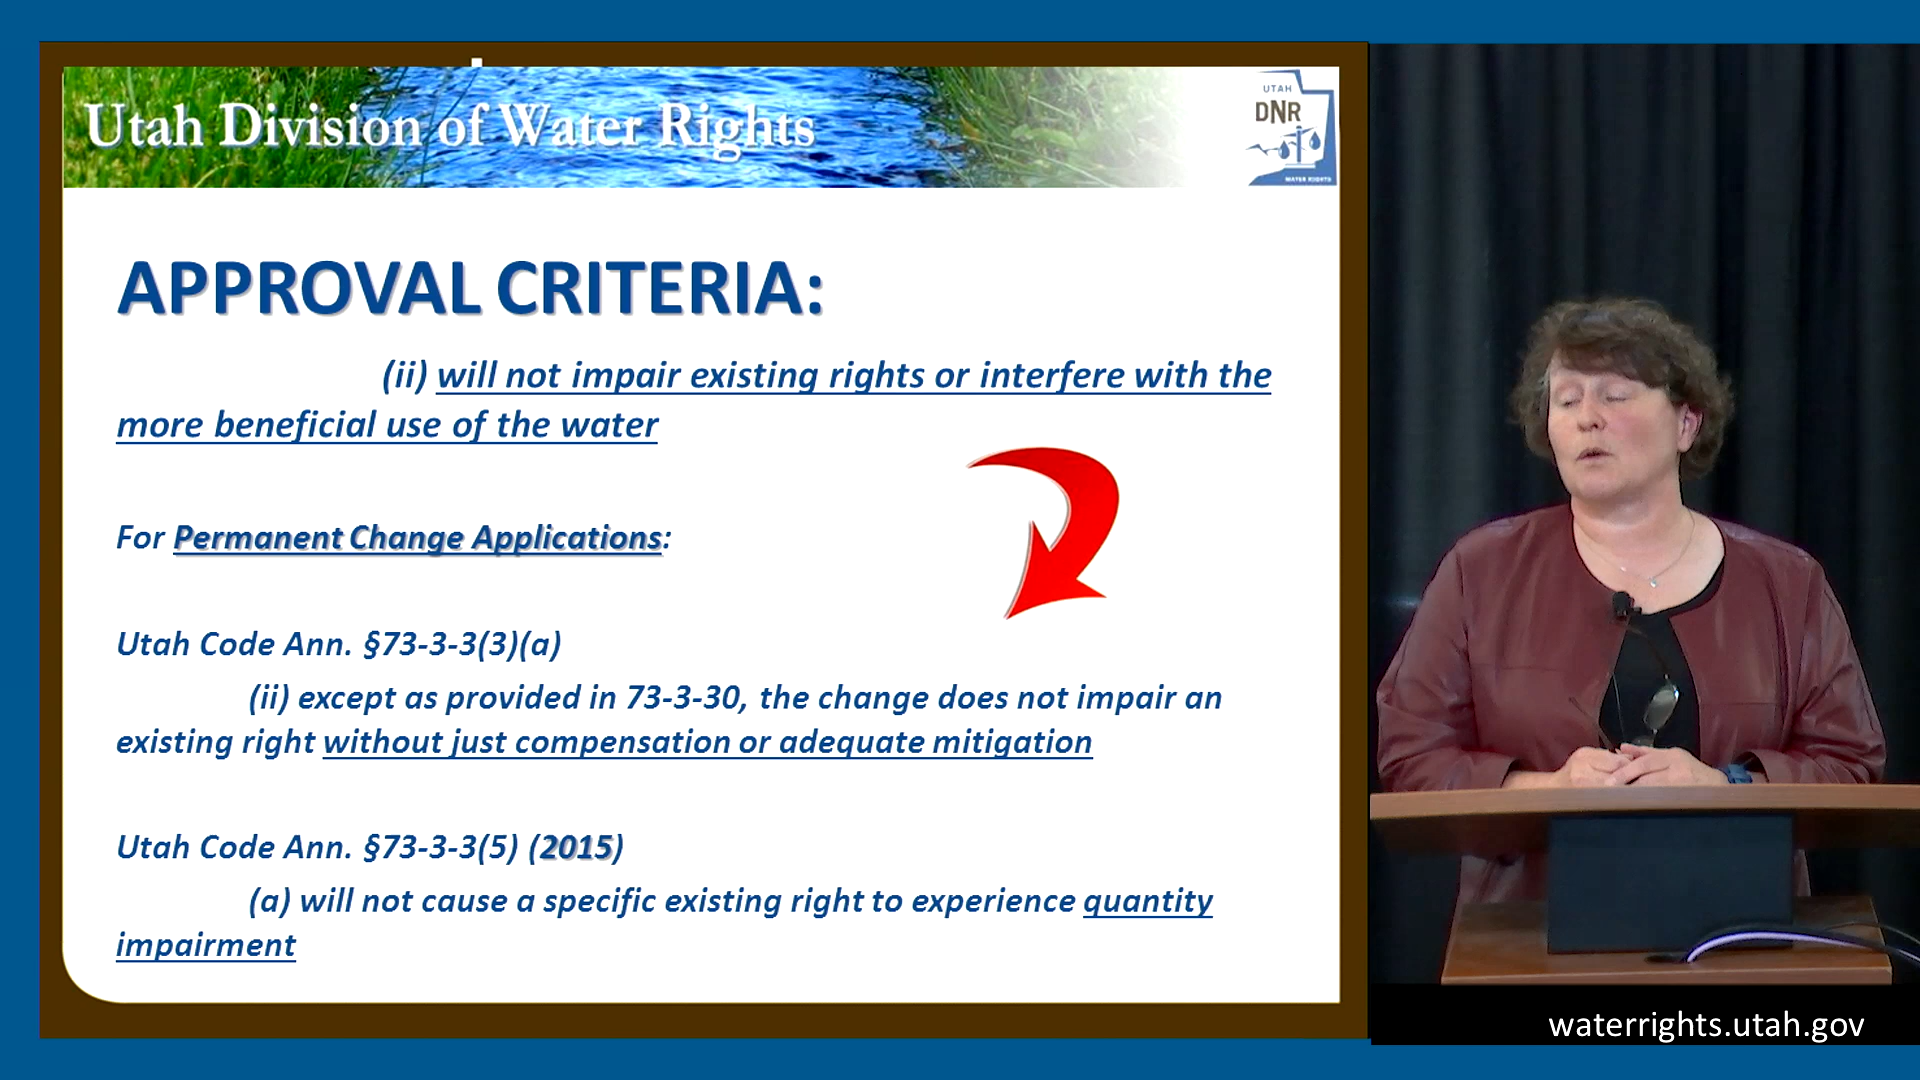 Utah Division of Water Rights
UTAH
DNR
WATER RIGHTS
APPROVAL CRITERIA:
(ii) will not impair existing rights or interfere with the
more beneficial use of the water
For Permanent Change Applications:
Utah Code Ann. §73-3-3(3)(a)
(ii) except as provided in 73-3-30, the change does not impair an
existing right without just compensation or adequate mitigation
Utah Code Ann. §73-3-3(5) (2015)
(a) will not cause a specific existing right to experience quantity
impairment
waterrights.utah.gov